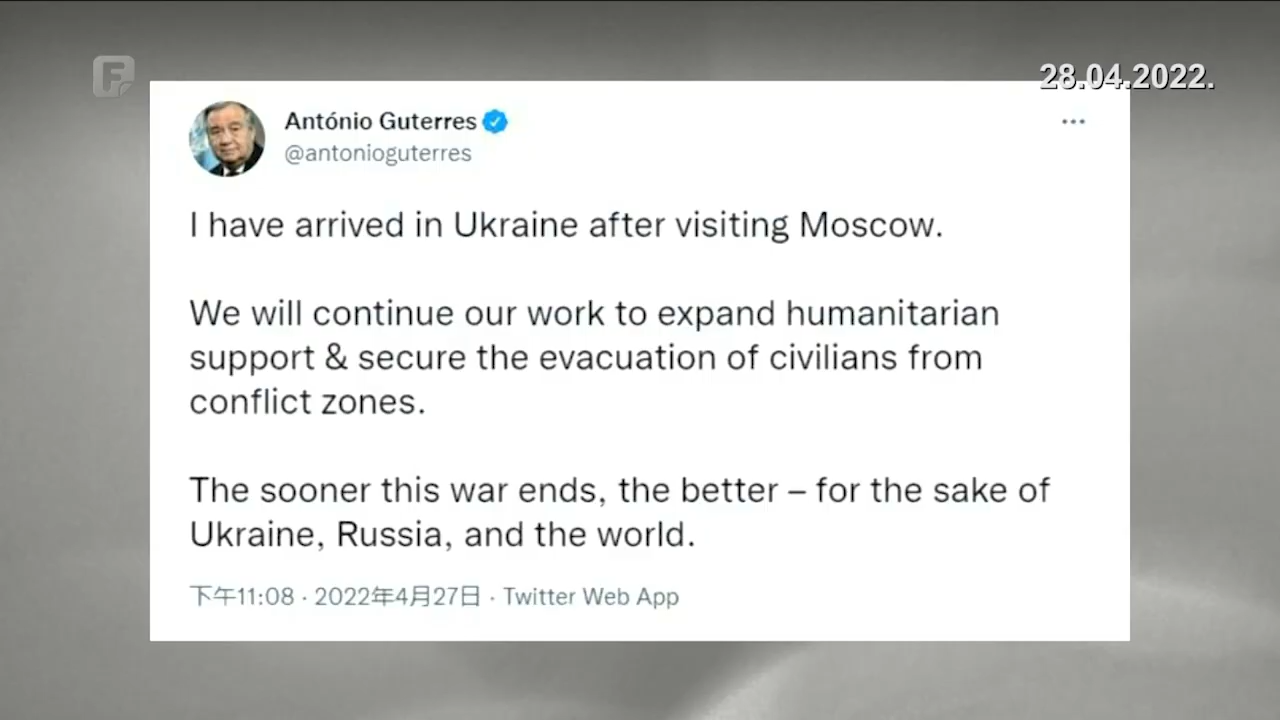 F
28.04.2022.
António Guterres
@antonioguterres
I have arrived in Ukraine after visiting Moscow.
We will continue our work to expand humanitarian
support & secure the evacuation of civilians from
conflict zones.
The sooner this war ends, the better – for the sake of
Ukraine, Russia, and the world.
下午11:08 · 2022年4月27日 · Twitter Web App